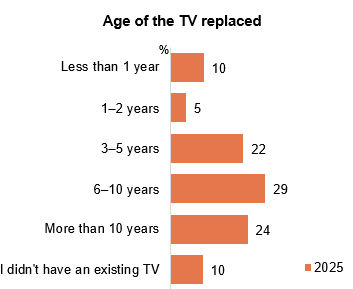 Age of the TV replaced
%
Less than 1 year 10
1–2 years 5
3–5 years 22
6–10 years 29
More than 10 years 24
I didn't have an existing TV 10
2025